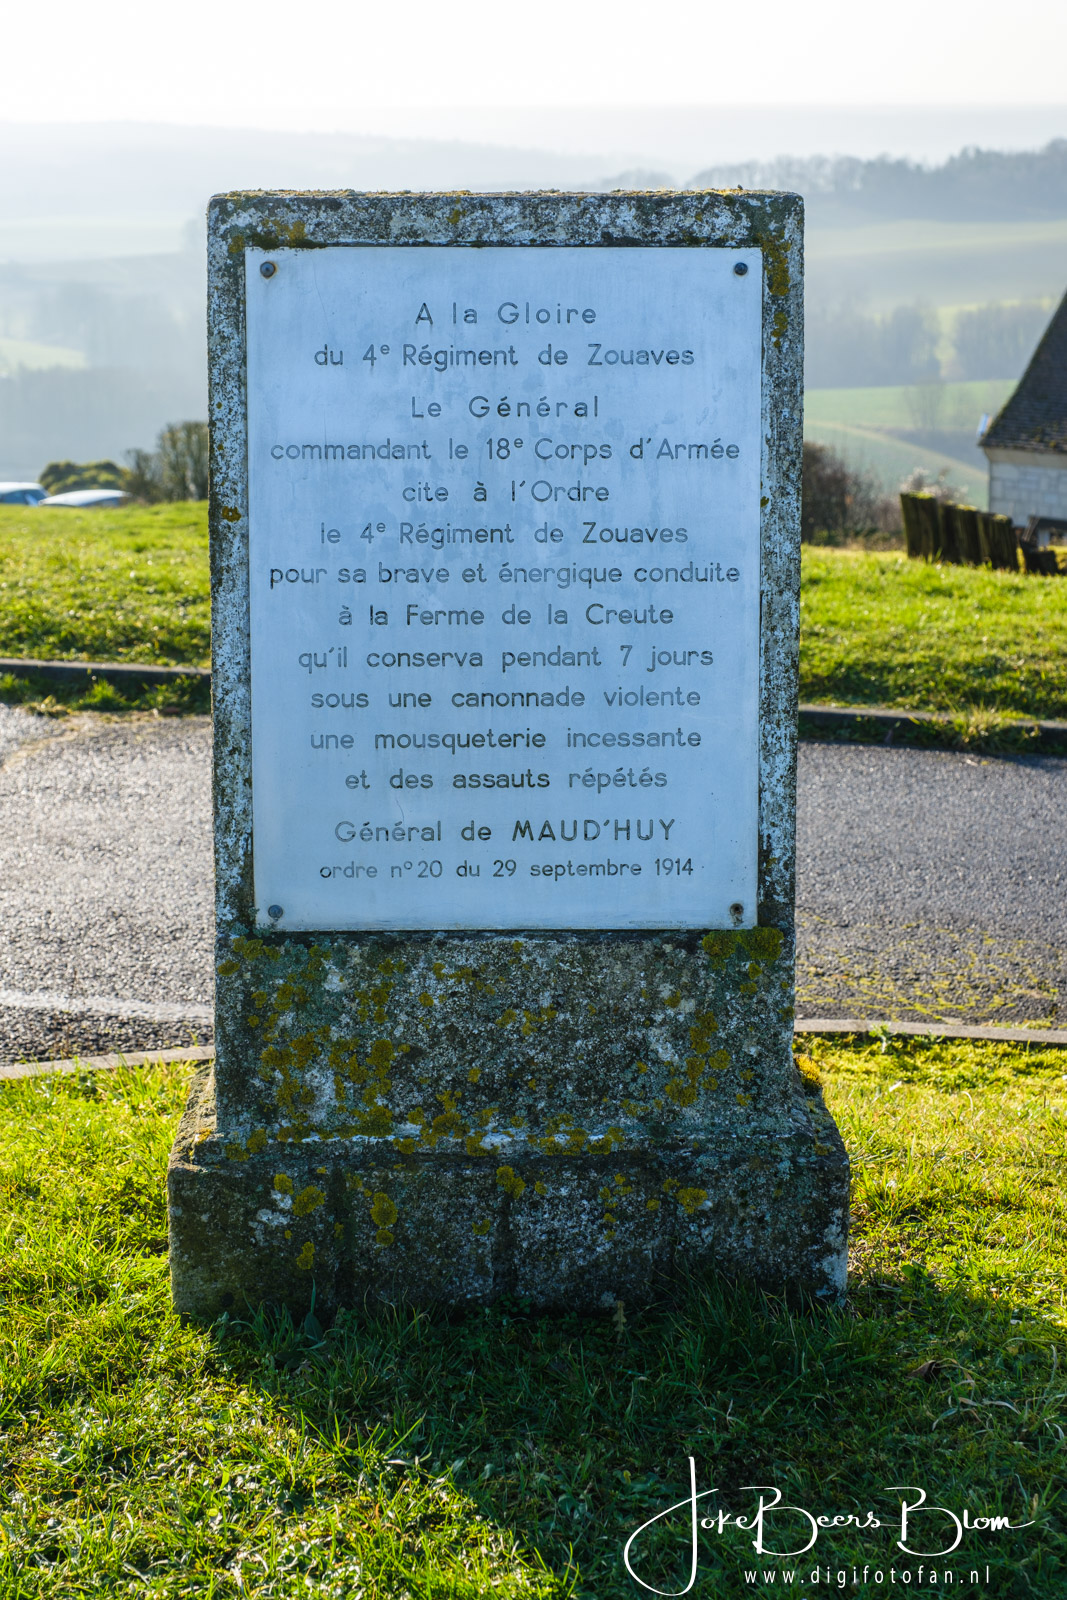 A la Gloire
du 4e Régiment de Zouaves
Le Général
commandant le 18e Corps d'Armée
cite à l'Ordre
le 4e Régiment de Zouaves
pour sa brave et énergique conduite
à la Ferme de la Creute
qu'il conserva pendant 7 jours
sous une canonnade violente
une mousqueterie incessante
et des assauts répétés
Général de MAUD'HUY
ordre n° 20 du 29 septembre 1914
Joke Beers Blom
www.digifotofan.nl